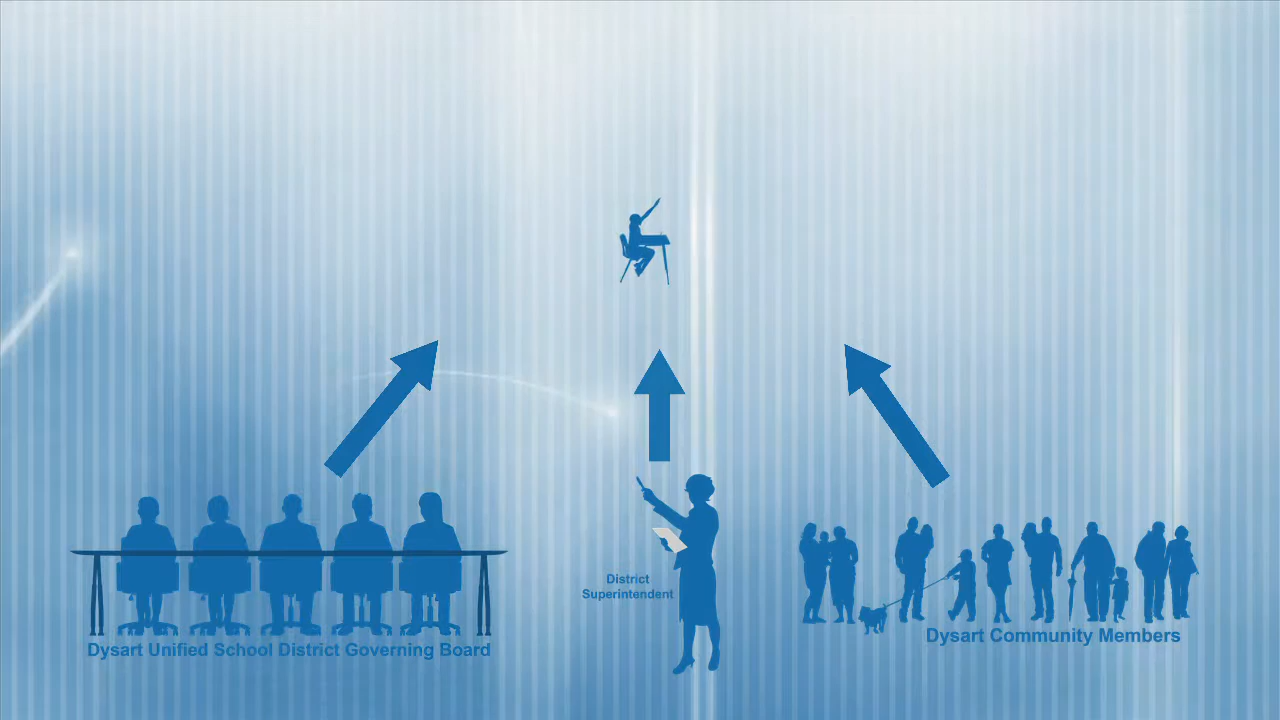 District
Superintendent
Dysart Unified School District Governing Board
Dysart Community Members